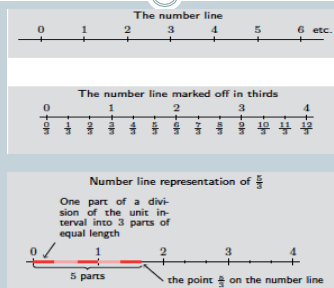 The number line
0 1 2 3 4 5 6 etc.
The number line marked off in thirds
0 1 2 3 4
0/3 1/3 2/3 3/3 4/3 5/3 6/3 7/3 8/3 9/3 10/3 11/3 12/3
Number line representation of 5/3
One part of a divi-
sion of the unit in-
terval into 3 parts of
equal length
0 1 2 3 4
5 parts
the point 5/3 on the number line